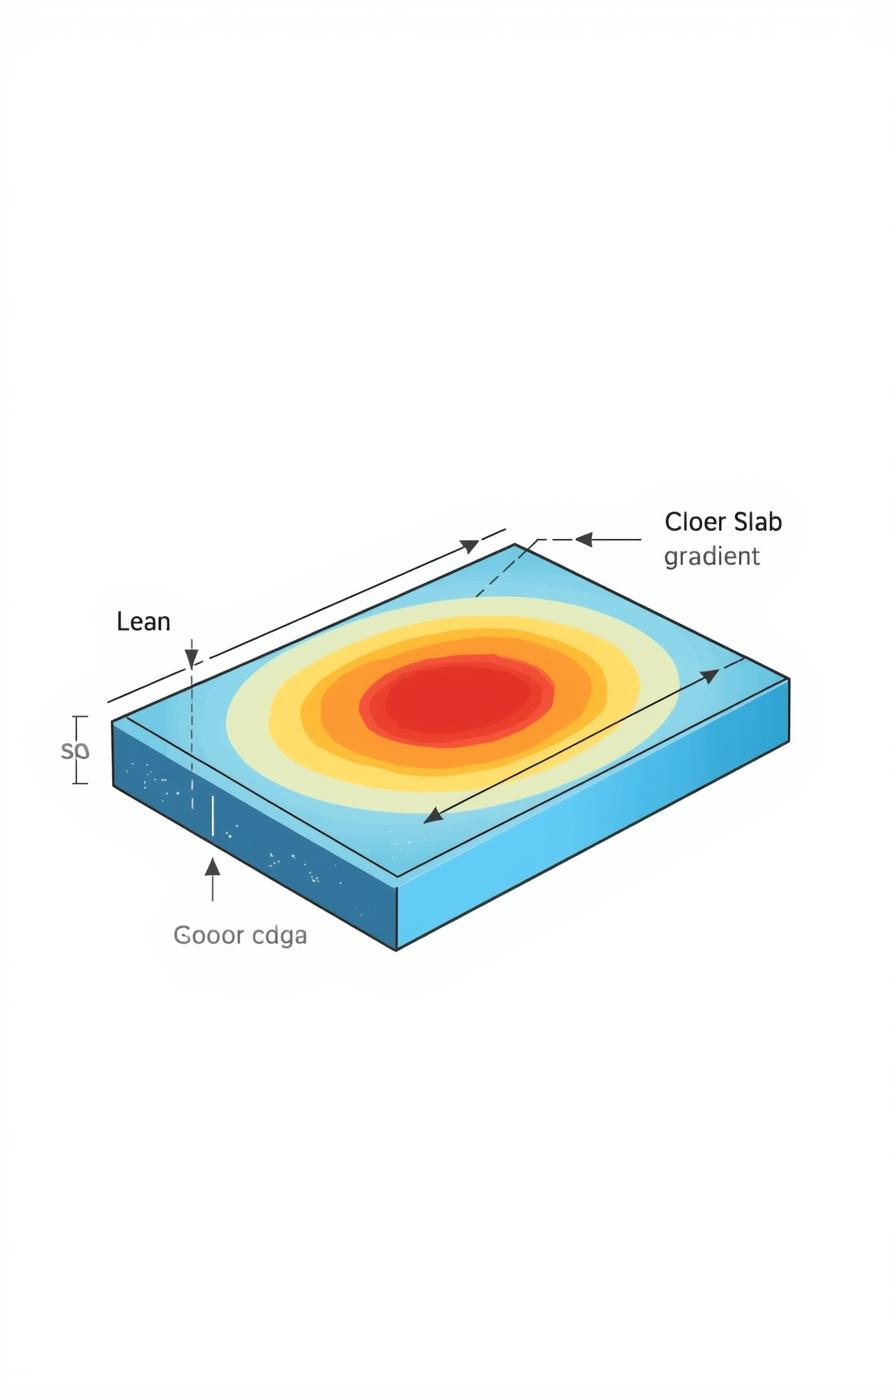 Cloer Slab
gradient
Lean
so
Gooor cdga